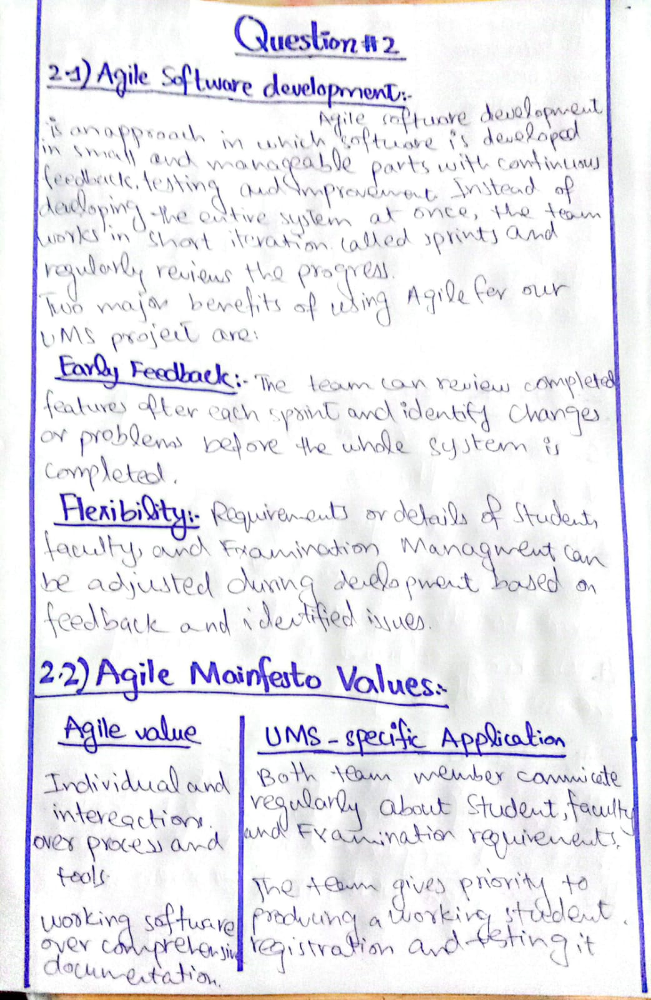 Question #2
2.1) Agile Software development:-
Agile software development
is an approach in which software is developed
in small and manageable parts with continuous
feedback, testing and improvement. Instead of
developing the entire system at once, the team
works in short iteration called sprints and
regularly reviews the progress.
Two major benefits of using Agile for our
UMS project are:
Early Feedback:- The team can review completed
features after each sprint and identify changes
or problems before the whole system is
completed.
Flexibility:- Requirements or details of Student,
faculty, and Examination Managment can
be adjusted during development based on
feedback and identified issues.
2.2) Agile Mainfesto Values:-
Agile value
Individual and
intereactions
over process and
tools.
working software
over comprehensive
documentation.
UMS - specific Application
Both team member commicate
regularly about Student, faculty
and Examination requirements.
The team gives priority to
producing a working student
registration and testing it